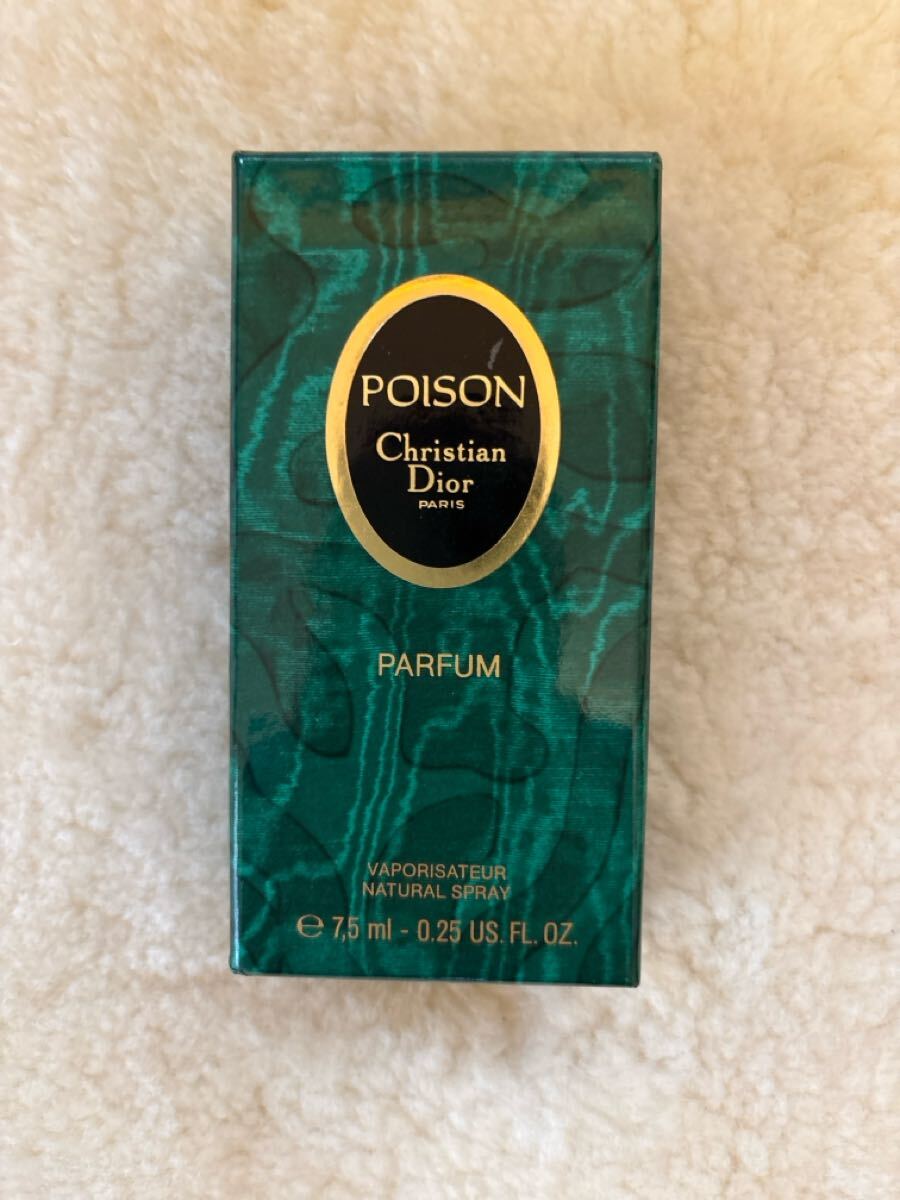 POISON
Christian
Dior
PARIS
PARFUM
VAPORISATEUR
NATURAL SPRAY
℮ 7,5 ml - 0.25 US. FL. OZ.